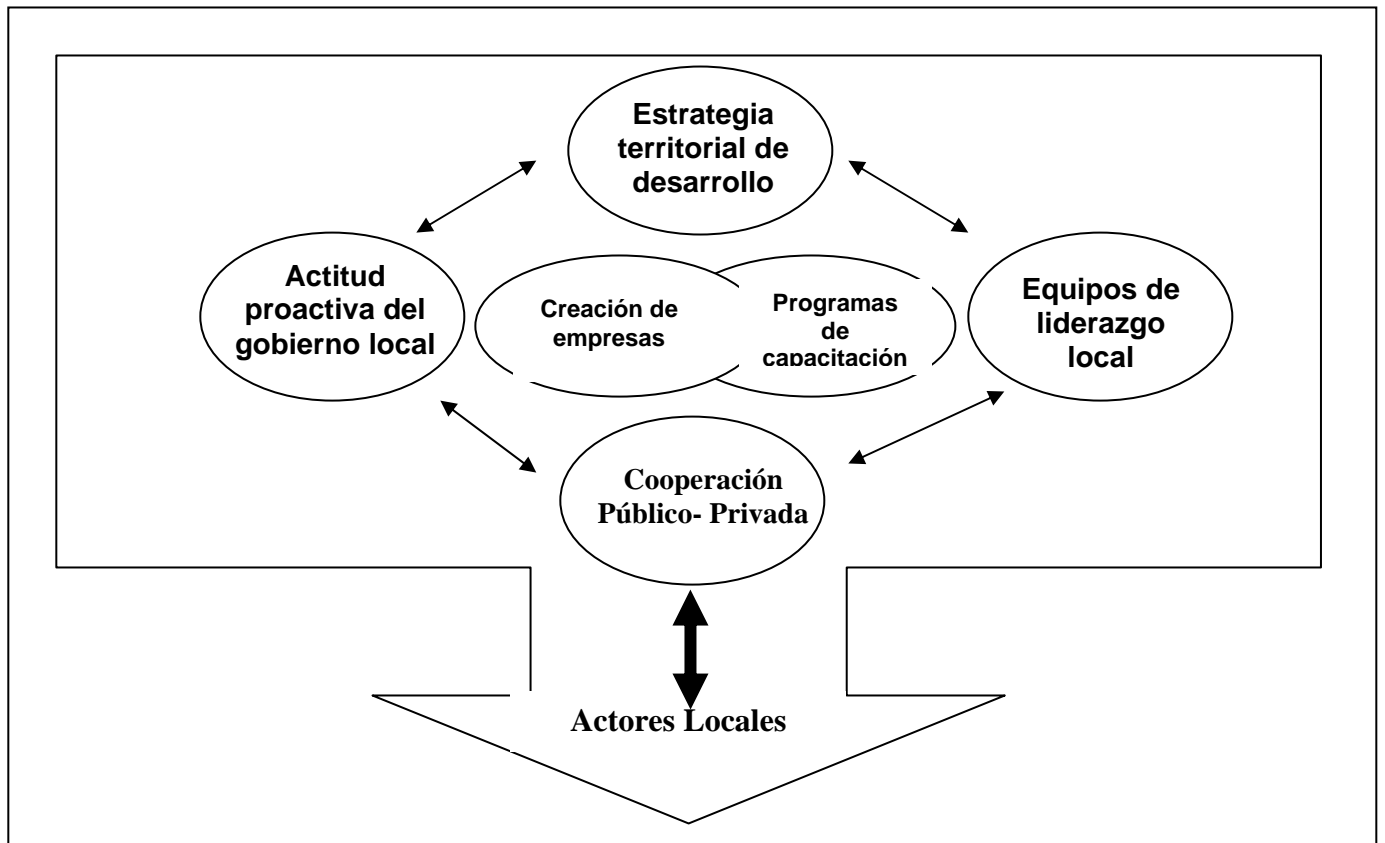 Estrategia
territorial de
desarrollo
Actitud
proactiva del
gobierno local
Creación de
empresas
Programas
de
capacitación
Equipos de
liderazgo
local
Cooperación
Público- Privada
Actores Locales